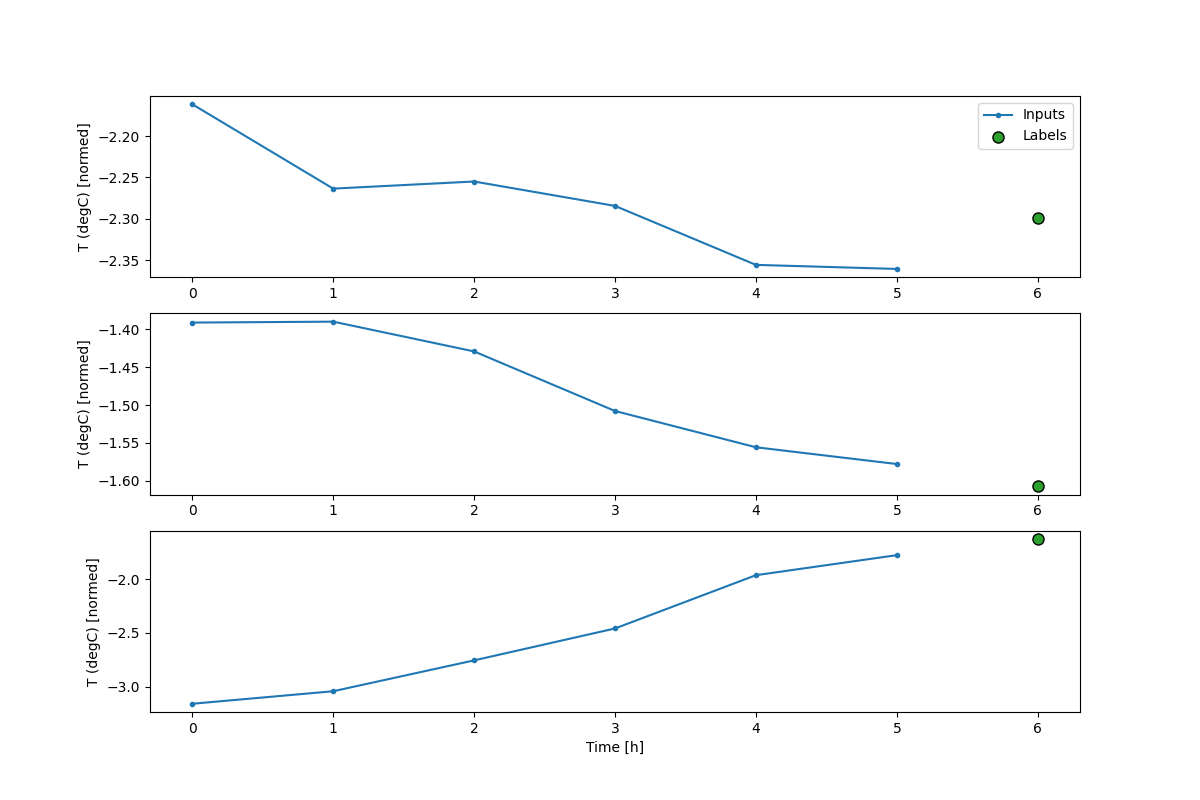 T (degC) [normed]
−2.20
−2.25
−2.30
−2.35
Inputs
Labels
0 1 2 3 4 5 6
T (degC) [normed]
−1.40
−1.45
−1.50
−1.55
−1.60
0 1 2 3 4 5 6
T (degC) [normed]
−2.0
−2.5
−3.0
0 1 2 3 4 5 6
Time [h]